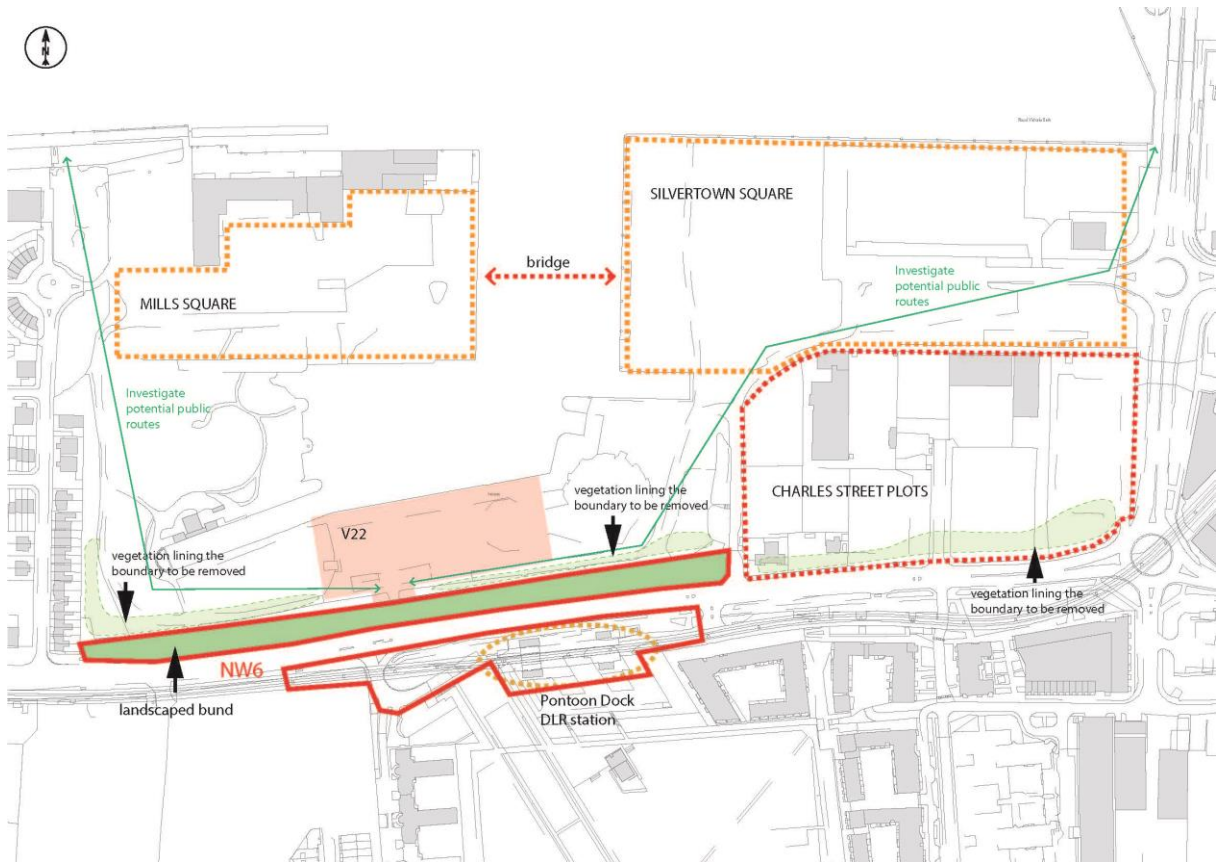 N
SILVERTOWN SQUARE
bridge
MILLS SQUARE
Investigate
potential public
routes
Investigate
potential public
routes
CHARLES STREET PLOTS
vegetation lining the
boundary to be removed
V22
vegetation lining the
boundary to be removed
vegetation lining the
boundary to be removed
NW6
landscaped bund
Pontoon Dock
DLR station